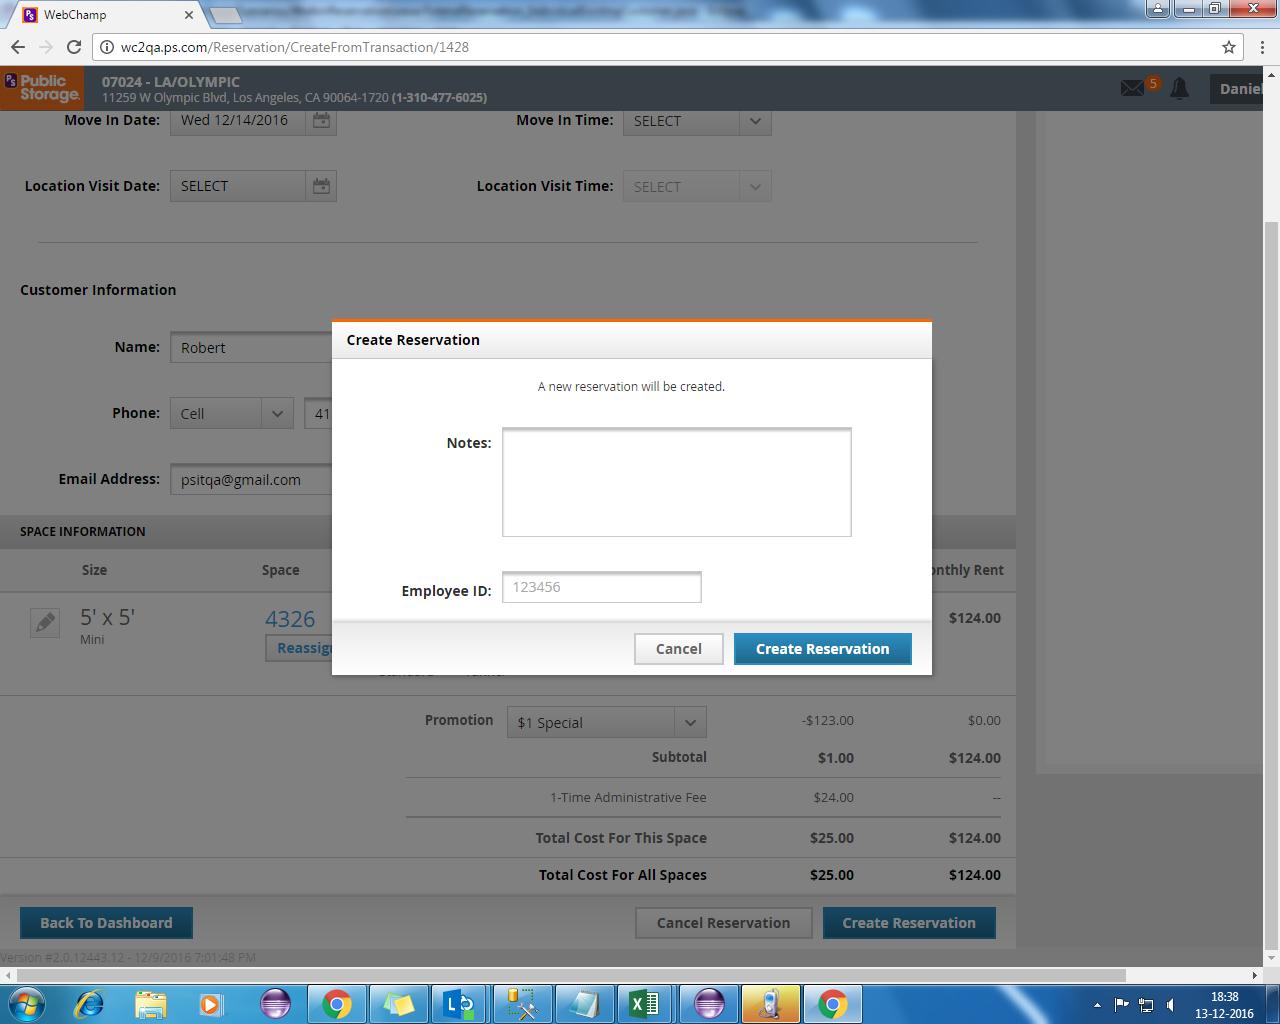 WebChamp
wc2qa.ps.com/Reservation/CreateFromTransaction/1428
PS Public Storage.
07024 - LA/OLYMPIC
11259 W Olympic Blvd, Los Angeles, CA 90064-1720 (1-310-477-6025)
5
Daniel
Move In Date: Wed 12/14/2016 Move In Time: SELECT
Location Visit Date: SELECT Location Visit Time: SELECT
Customer Information
Name: Robert
Phone: Cell 41
Email Address: psitqa@gmail.com
Create Reservation
A new reservation will be created.
Notes:
Employee ID: 123456
Cancel Create Reservation
SPACE INFORMATION
Size Space onthly Rent
5' x 5' 4326 $124.00
Mini Reassig
Promotion $1 Special -$123.00 $0.00
Subtotal $1.00 $124.00
1-Time Administrative Fee $24.00 --
Total Cost For This Space $25.00 $124.00
Total Cost For All Spaces $25.00 $124.00
Back To Dashboard Cancel Reservation Create Reservation
Version #2.0.12443.12 - 12/9/2016 7:01:48 PM
18:38
13-12-2016